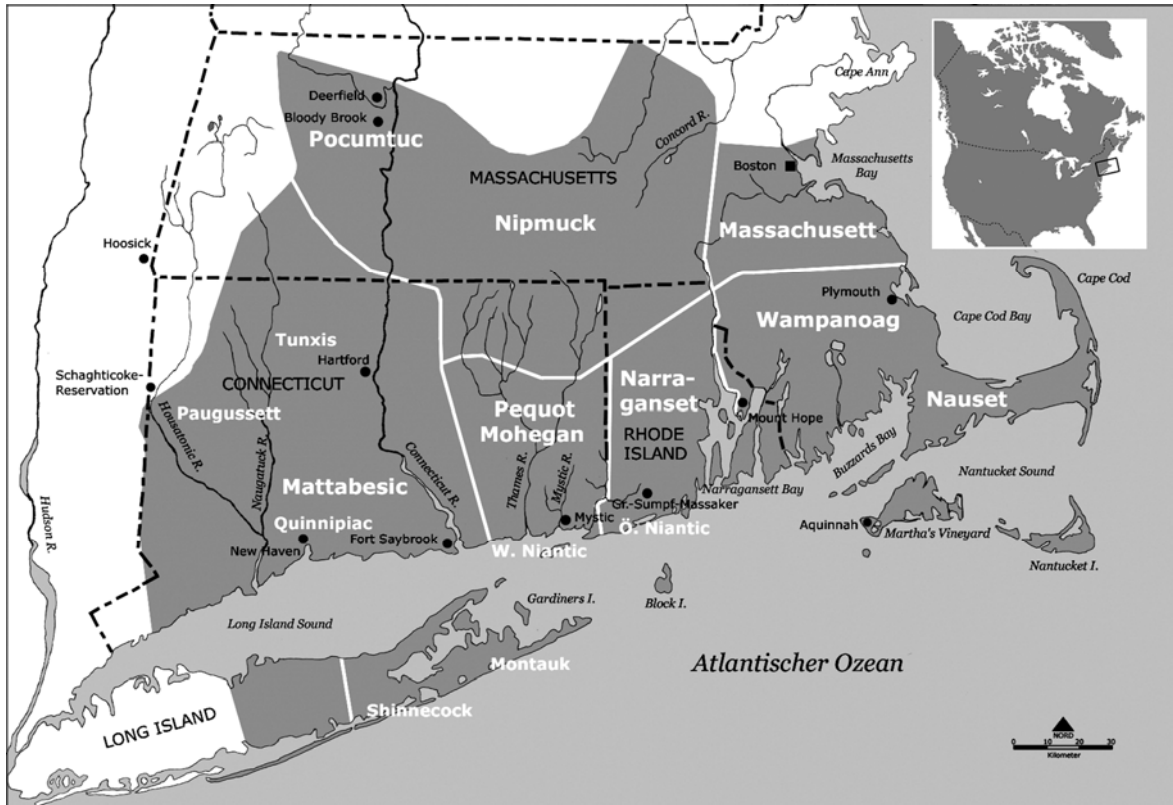 Cape Ann
Deerfield
Bloody Brook
Pocumtuc
Concord R.
Massachusetts
Bay
Boston
MASSACHUSETTS
Nipmuck
Massachusett
Hoosick
Cape Cod
Plymouth
Cape Cod Bay
Wampanoag
Tunxis
Hartford
Schaghticoke-
Reservation
CONNECTICUT
Narra-
ganset
Nauset
Paugussett
Pequot
Mohegan
Mount Hope
RHODE
ISLAND
Housatonic R.
Naugatuck R.
Connecticut R.
Thames R.
Mystic R.
Buzzards Bay
Nantucket Sound
Mattabesic
Narragansett Bay
Gr.-Sumpf-Massaker
Quinnipiac
Mystic
Ö. Niantic
Aquinnah
Martha's Vineyard
New Haven
Fort Saybrook
W. Niantic
Hudson R.
Nantucket I.
Gardiners I.
Block I.
Long Island Sound
Montauk
Atlantischer Ozean
Shinnecock
LONG ISLAND
NORD
0 10 20 30
Kilometer